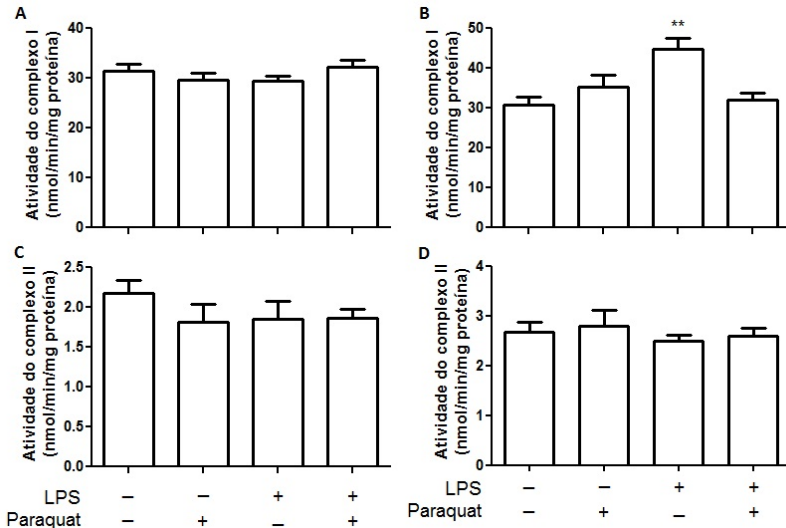 A
Atividade do complexo I
(nmol/min/mg proteína)
40
30
20
10
0
B
Atividade do complexo I
(nmol/min/mg proteína)
50
40
30
20
10
0
**
C
Atividade do complexo II
(nmol/min/mg proteína)
2.5
2.0
1.5
1.0
0.5
0.0
LPS – – + +
Paraquat – + – +
D
Atividade do complexo II
(nmol/min/mg proteína)
4
3
2
1
0
LPS – – + +
Paraquat – + – +